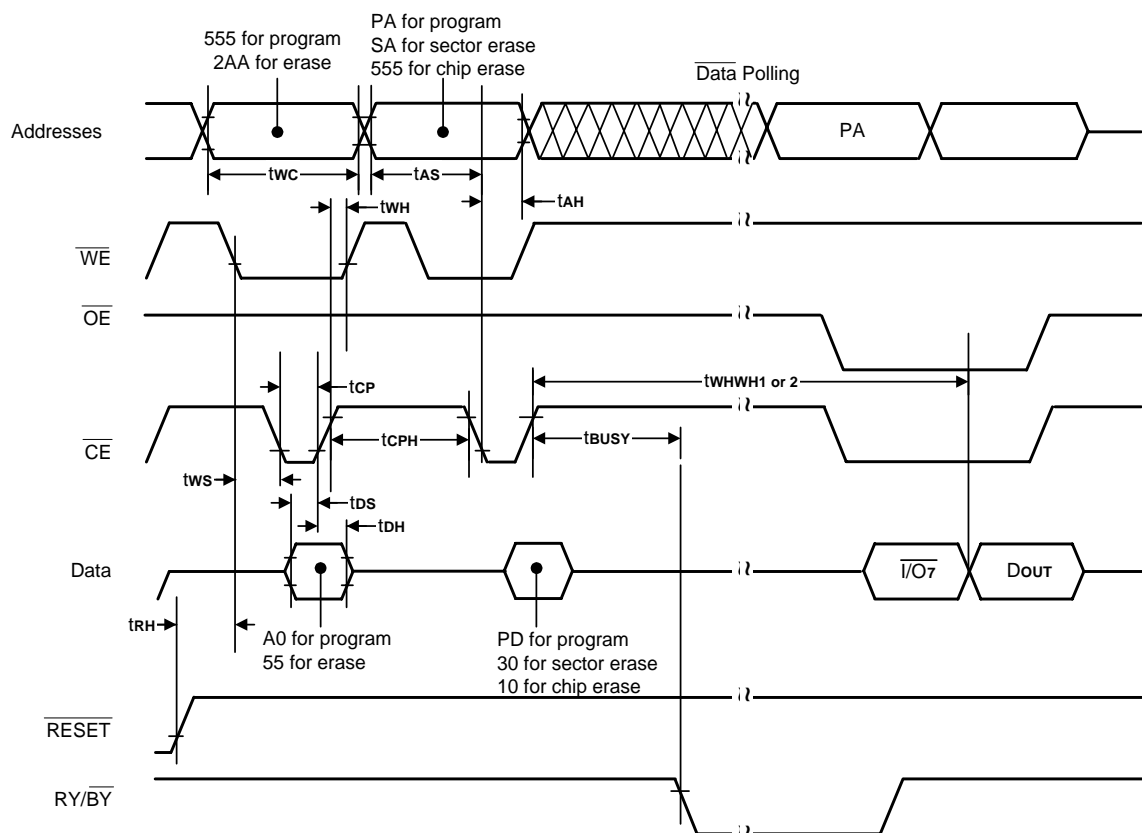 555 for program
2AA for erase
PA for program
SA for sector erase
555 for chip erase
Data Polling
Addresses
PA
tWC
tAS
tWH
tAH
WE
OE
tCP
tWHWH1 or 2
CE
tCPH
tBUSY
tWS
tDS
tDH
Data
I/O7
DOUT
tRH
A0 for program
55 for erase
PD for program
30 for sector erase
10 for chip erase
RESET
RY/BY